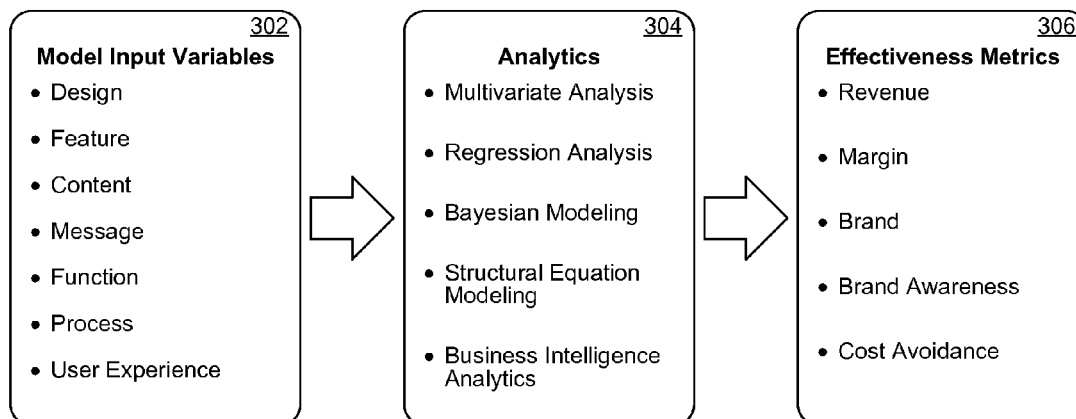 302
Model Input Variables
• Design
• Feature
• Content
• Message
• Function
• Process
• User Experience
304
Analytics
• Multivariate Analysis
• Regression Analysis
• Bayesian Modeling
• Structural Equation
Modeling
• Business Intelligence
Analytics
306
Effectiveness Metrics
• Revenue
• Margin
• Brand
• Brand Awareness
• Cost Avoidance